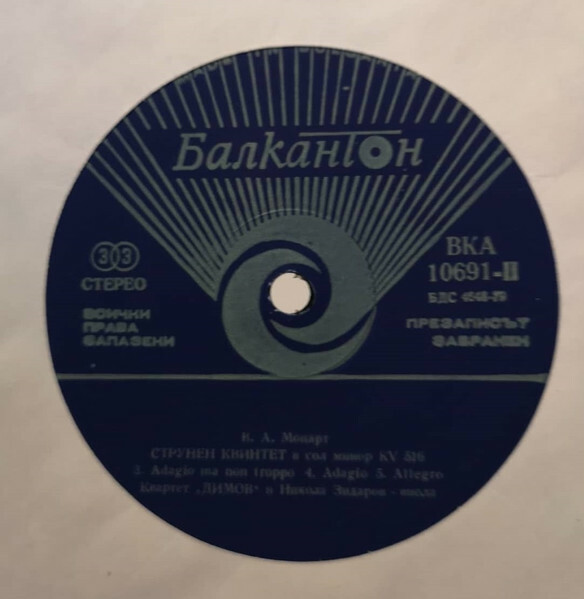 Балкантон
33
СТЕРЕО
ВСИЧКИ
ПРАВА
ЗАПАЗЕНИ
ВКА
10691-II
БДС
ПРЕЗАПИСЪТ
ЗАБРАНЕН
В. А. Моцарт
СТРУНЕН КВИНТЕТ в сол минор KV 516
3. Adagio ma non troppo 4. Adagio 5. Allegro
Квартет „ДИМОВ“ и Никола Зидаров - виола